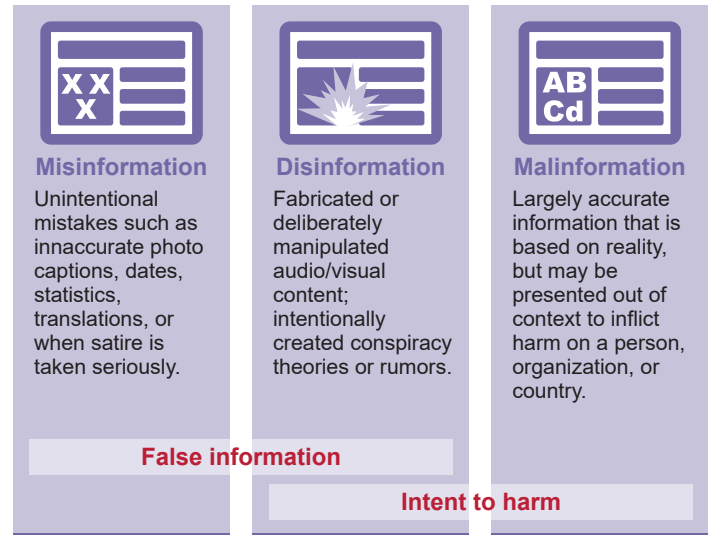 X X
X
Misinformation
Unintentional
mistakes such as
innaccurate photo
captions, dates,
statistics,
translations, or
when satire is
taken seriously.
Disinformation
Fabricated or
deliberately
manipulated
audio/visual
content;
intentionally
created conspiracy
theories or rumors.
AB
Cd
Malinformation
Largely accurate
information that is
based on reality,
but may be
presented out of
context to inflict
harm on a person,
organization, or
country.
False information
Intent to harm